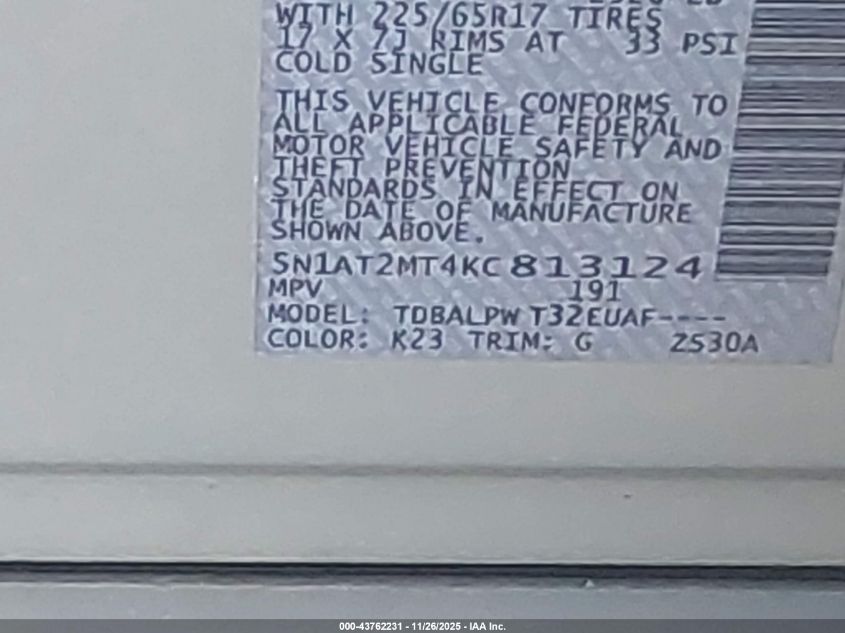 WITH 225/65R17 TIRES
17 X 7J RIMS AT 33 PSI
COLD SINGLE
THIS VEHICLE CONFORMS TO
ALL APPLICABLE FEDERAL
MOTOR VEHICLE SAFETY AND
THEFT PREVENTION
STANDARDS IN EFFECT ON
THE DATE OF MANUFACTURE
SHOWN ABOVE.
5N1AT2MT4KC813124
MPV 191
MODEL: TDBALPW T32EUAF----
COLOR: K23 TRIM: G ZS30A
000-43762231 - 11/26/2025 - IAA Inc.